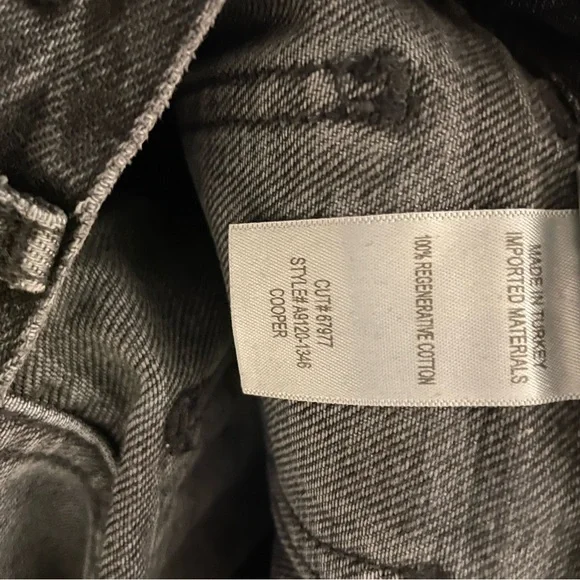 MADE IN TURKEY
IMPORTED MATERIALS
100% REGENERATIVE COTTON
CUT# 67977
STYLE# A9120-1346
COOPER